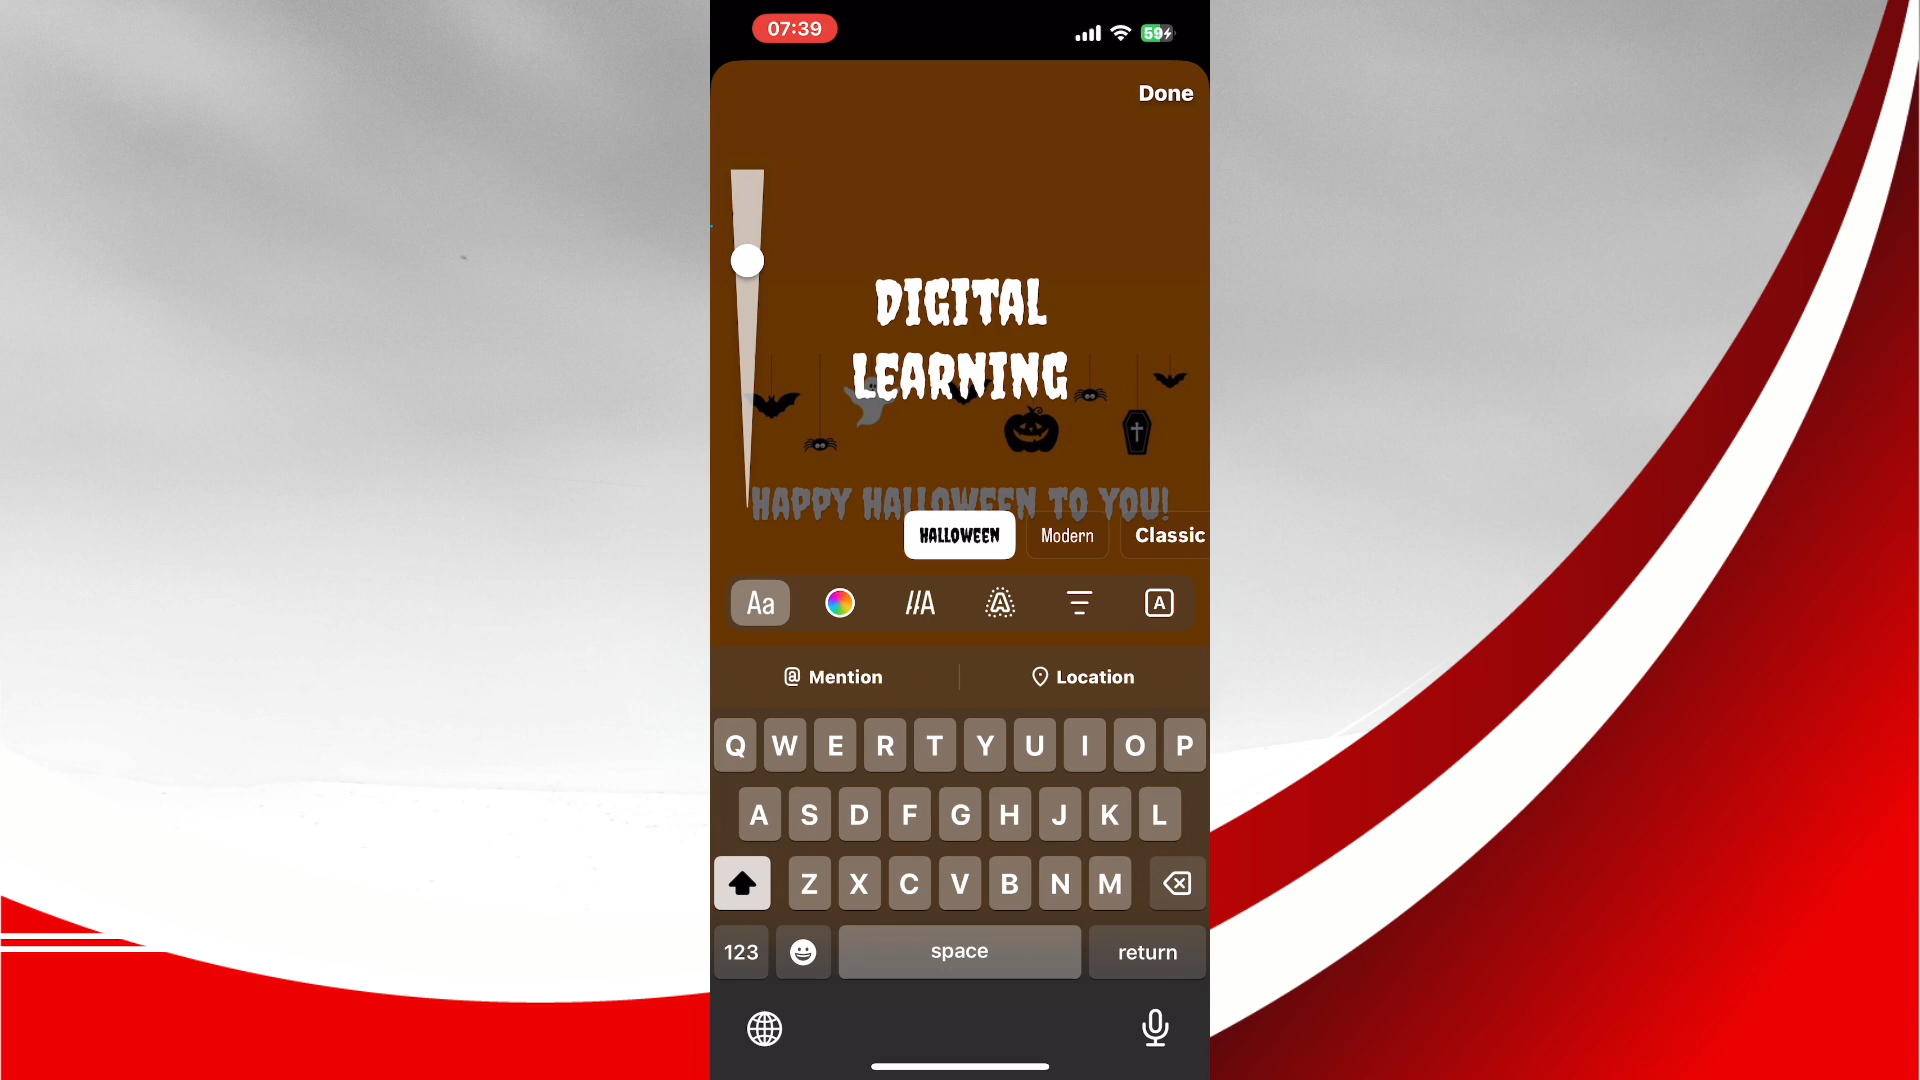 07:39
59
Done
DIGITAL
LEARNING
HAPPY HALLOWEEN TO YOU!
HALLOWEEN Modern Classic
Aa A A A
@ Mention Location
Q W E R T Y U I O P
A S D F G H J K L
Z X C V B N M
123 space return